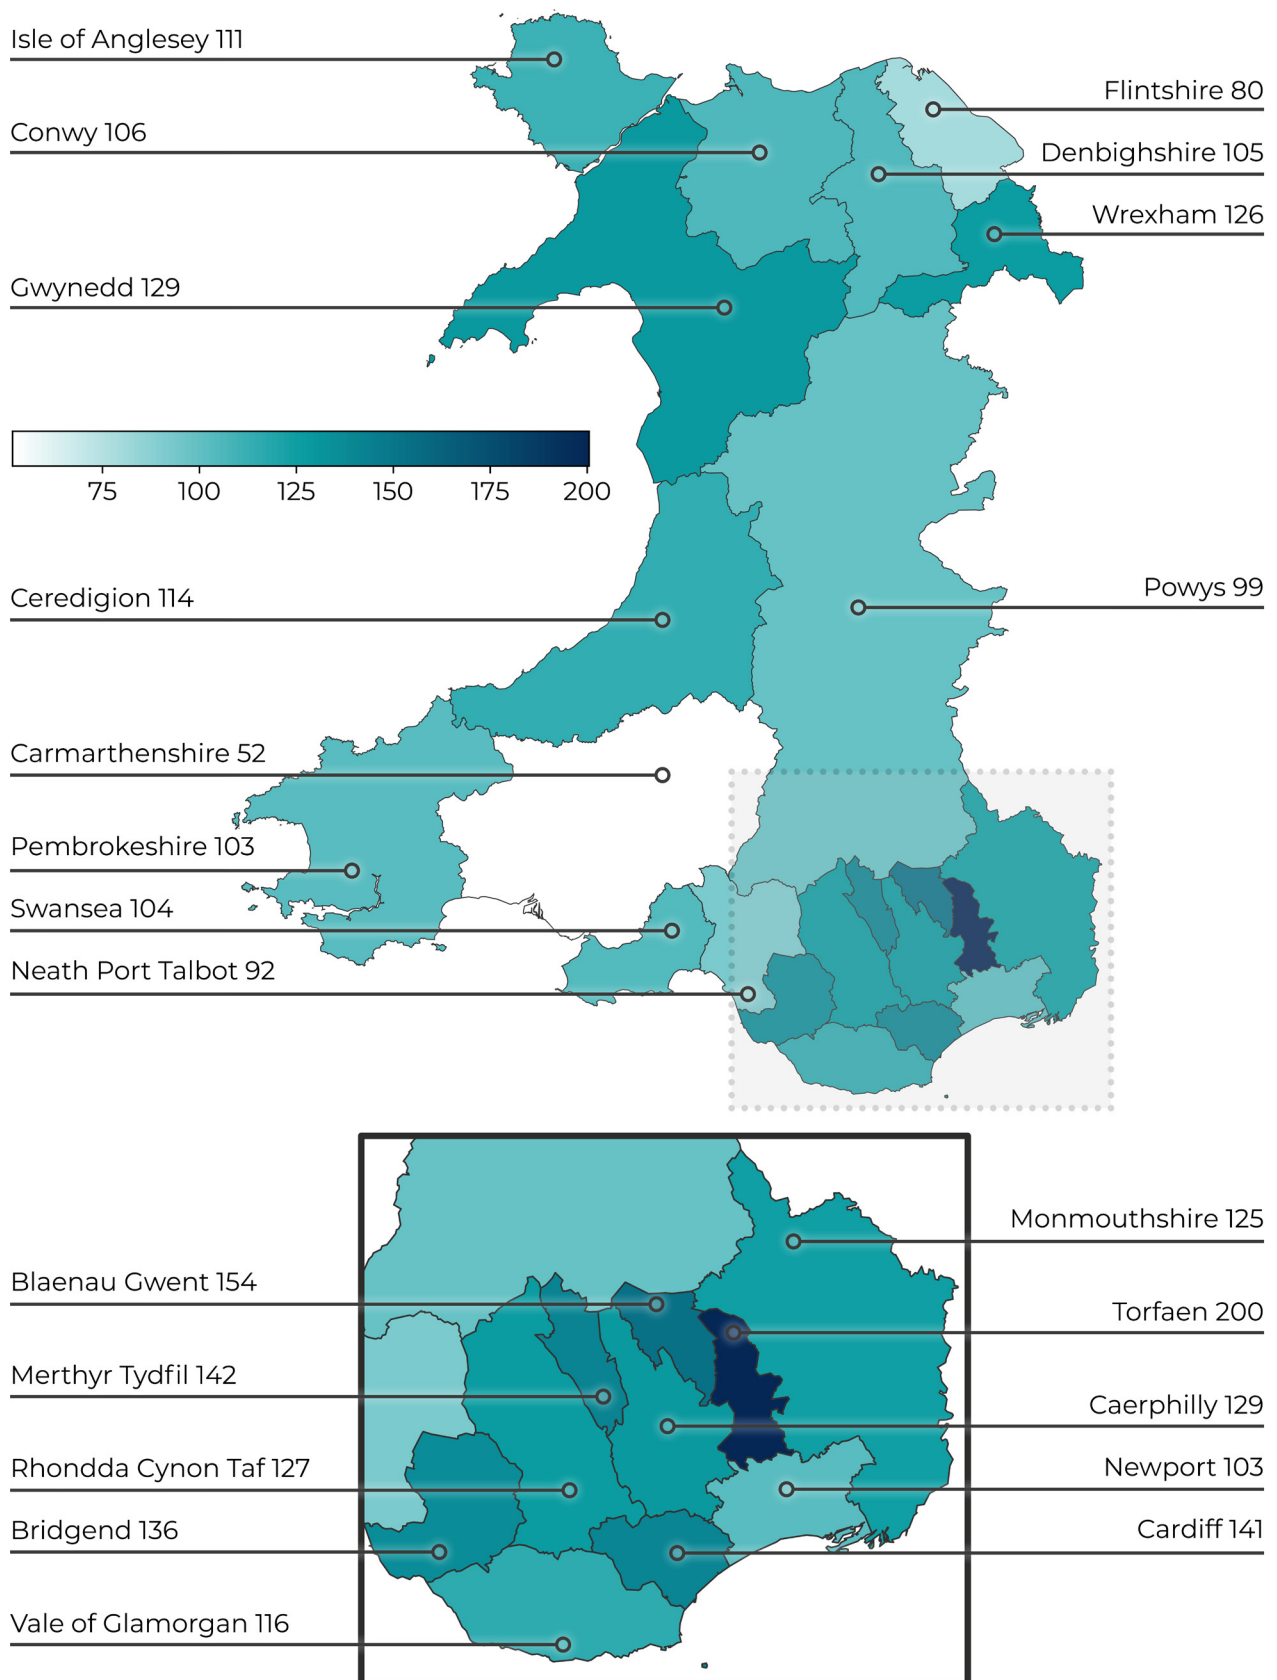 Isle of Anglesey 111
Flintshire 80
Conwy 106
Denbighshire 105
Wrexham 126
Gwynedd 129
75 100 125 150 175 200
Powys 99
Ceredigion 114
Carmarthenshire 52
Pembrokeshire 103
Swansea 104
Neath Port Talbot 92
Monmouthshire 125
Blaenau Gwent 154
Torfaen 200
Merthyr Tydfil 142
Caerphilly 129
Rhondda Cynon Taf 127
Newport 103
Bridgend 136
Cardiff 141
Vale of Glamorgan 116